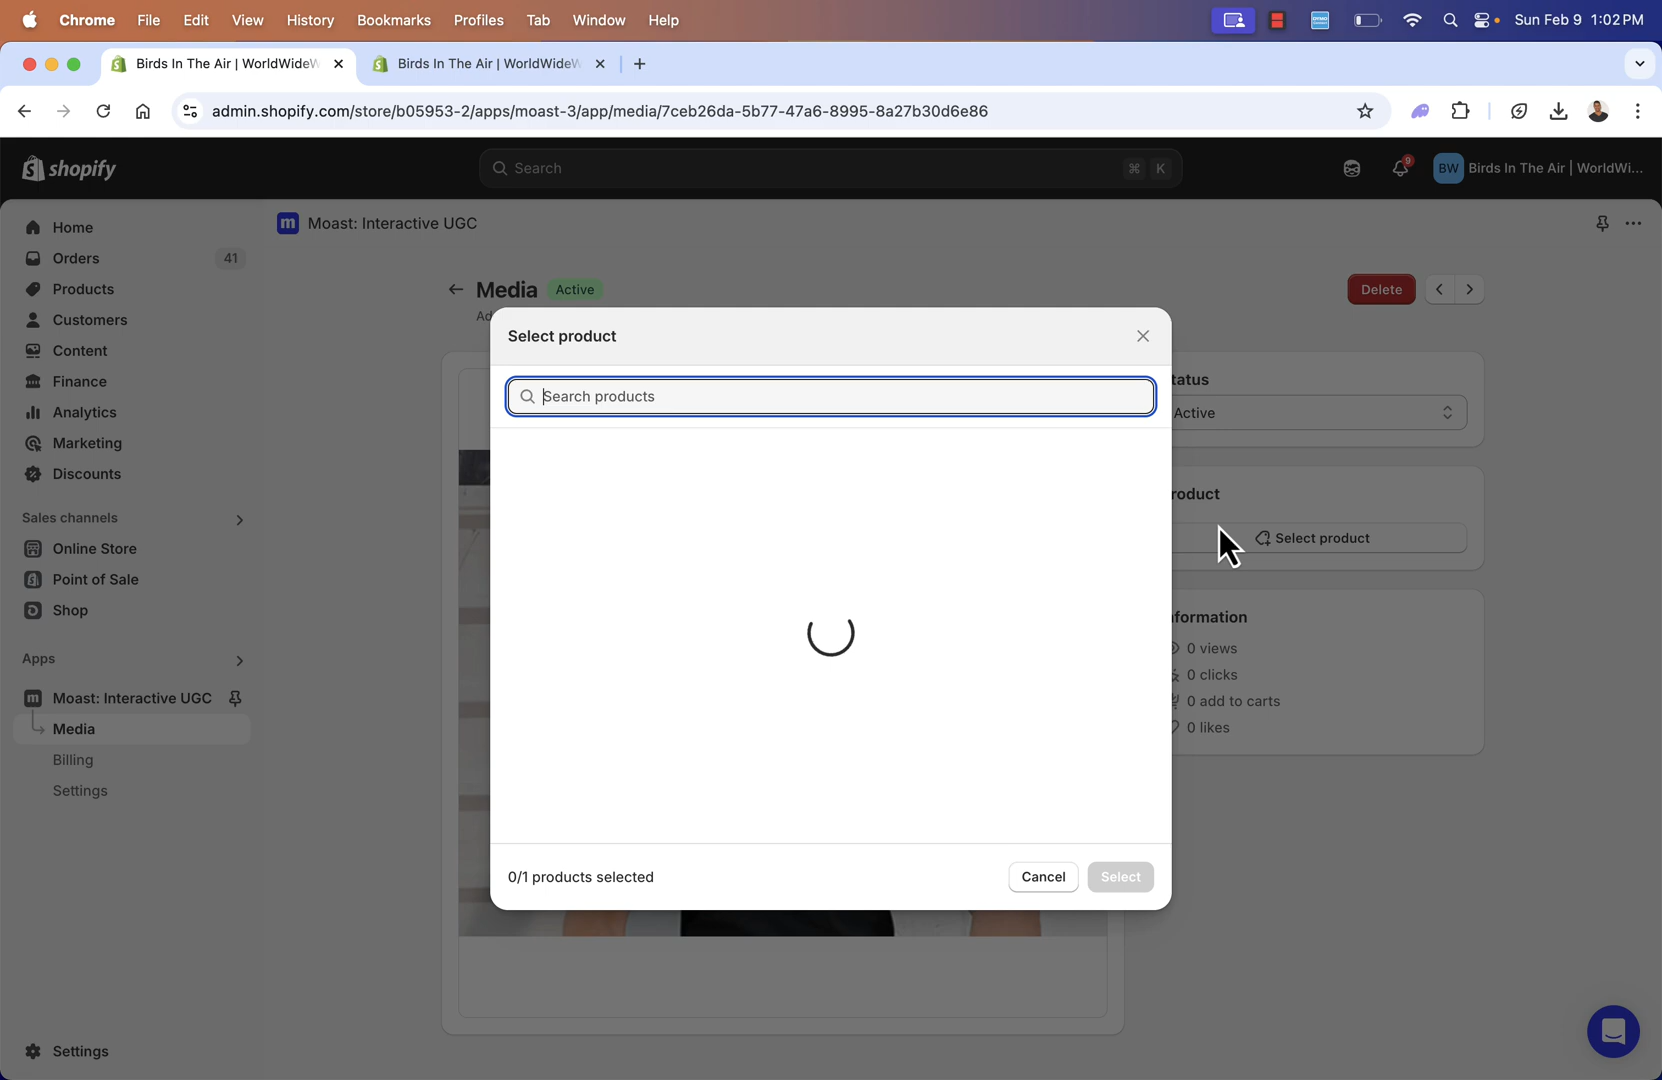 Chrome File Edit View History Bookmarks Profiles Tab Window Help Sun Feb 9 1:02 PM
Birds In The Air | WorldWideW Birds In The Air | WorldWideW
admin.shopify.com/store/b05953-2/apps/moast-3/app/media/7ceb26da-5b77-47a6-8995-8a27b30d6e86
shopify Search ⌘ K 9 BW Birds In The Air | WorldWi...
Home
Orders 41
Products
Customers
Content
Finance
Analytics
Marketing
Discounts
Sales channels
Online Store
Point of Sale
Shop
Apps
m Moast: Interactive UGC
Media
Billing
Settings
Settings
m Moast: Interactive UGC
Media Active Delete
Ad
Select product
Search products
0/1 products selected Cancel Select
tatus
Active
roduct
Select product
formation
0 views
0 clicks
0 add to carts
0 likes